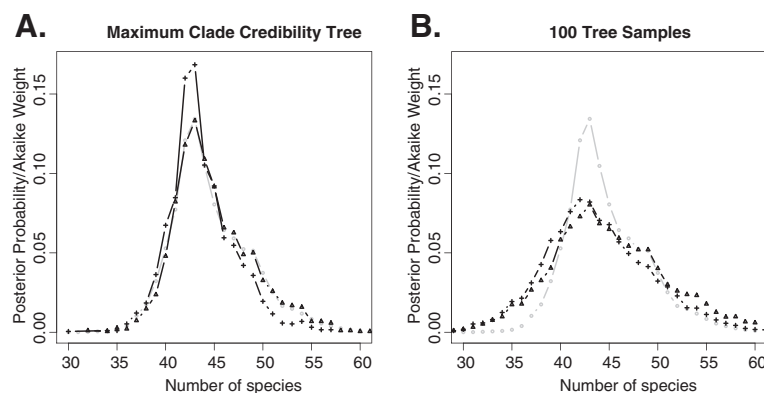 A.
Maximum Clade Credibility Tree
Posterior Probability/Akaike Weight
0.00 0.05 0.10 0.15
30 35 40 45 50 55 60
Number of species
B.
100 Tree Samples
Posterior Probability/Akaike Weight
0.00 0.05 0.10 0.15
30 35 40 45 50 55 60
Number of species